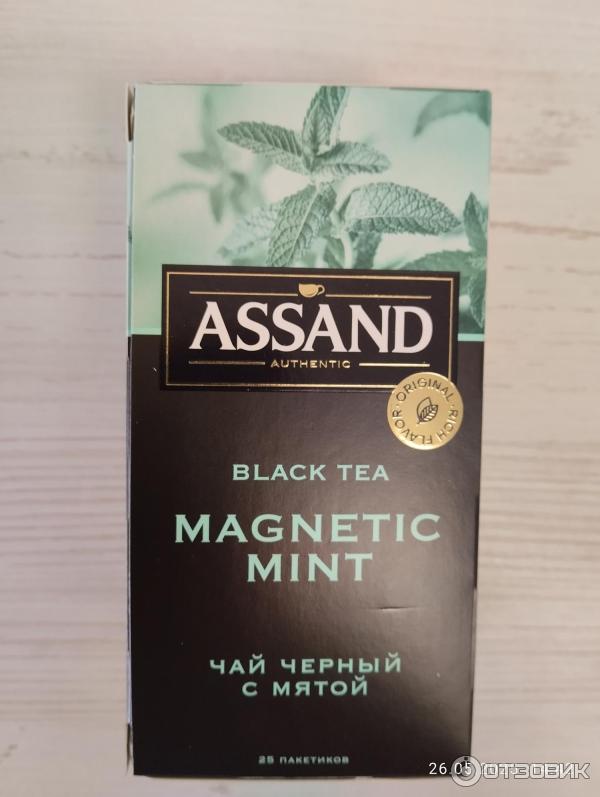 ASSAND
AUTHENTIC
ORIGINAL · RICH FLAVOR ·
BLACK TEA
MAGNETIC
MINT
ЧАЙ ЧЕРНЫЙ
С МЯТОЙ
25 ПАКЕТИКОВ
26.05
ОТЗОВИК